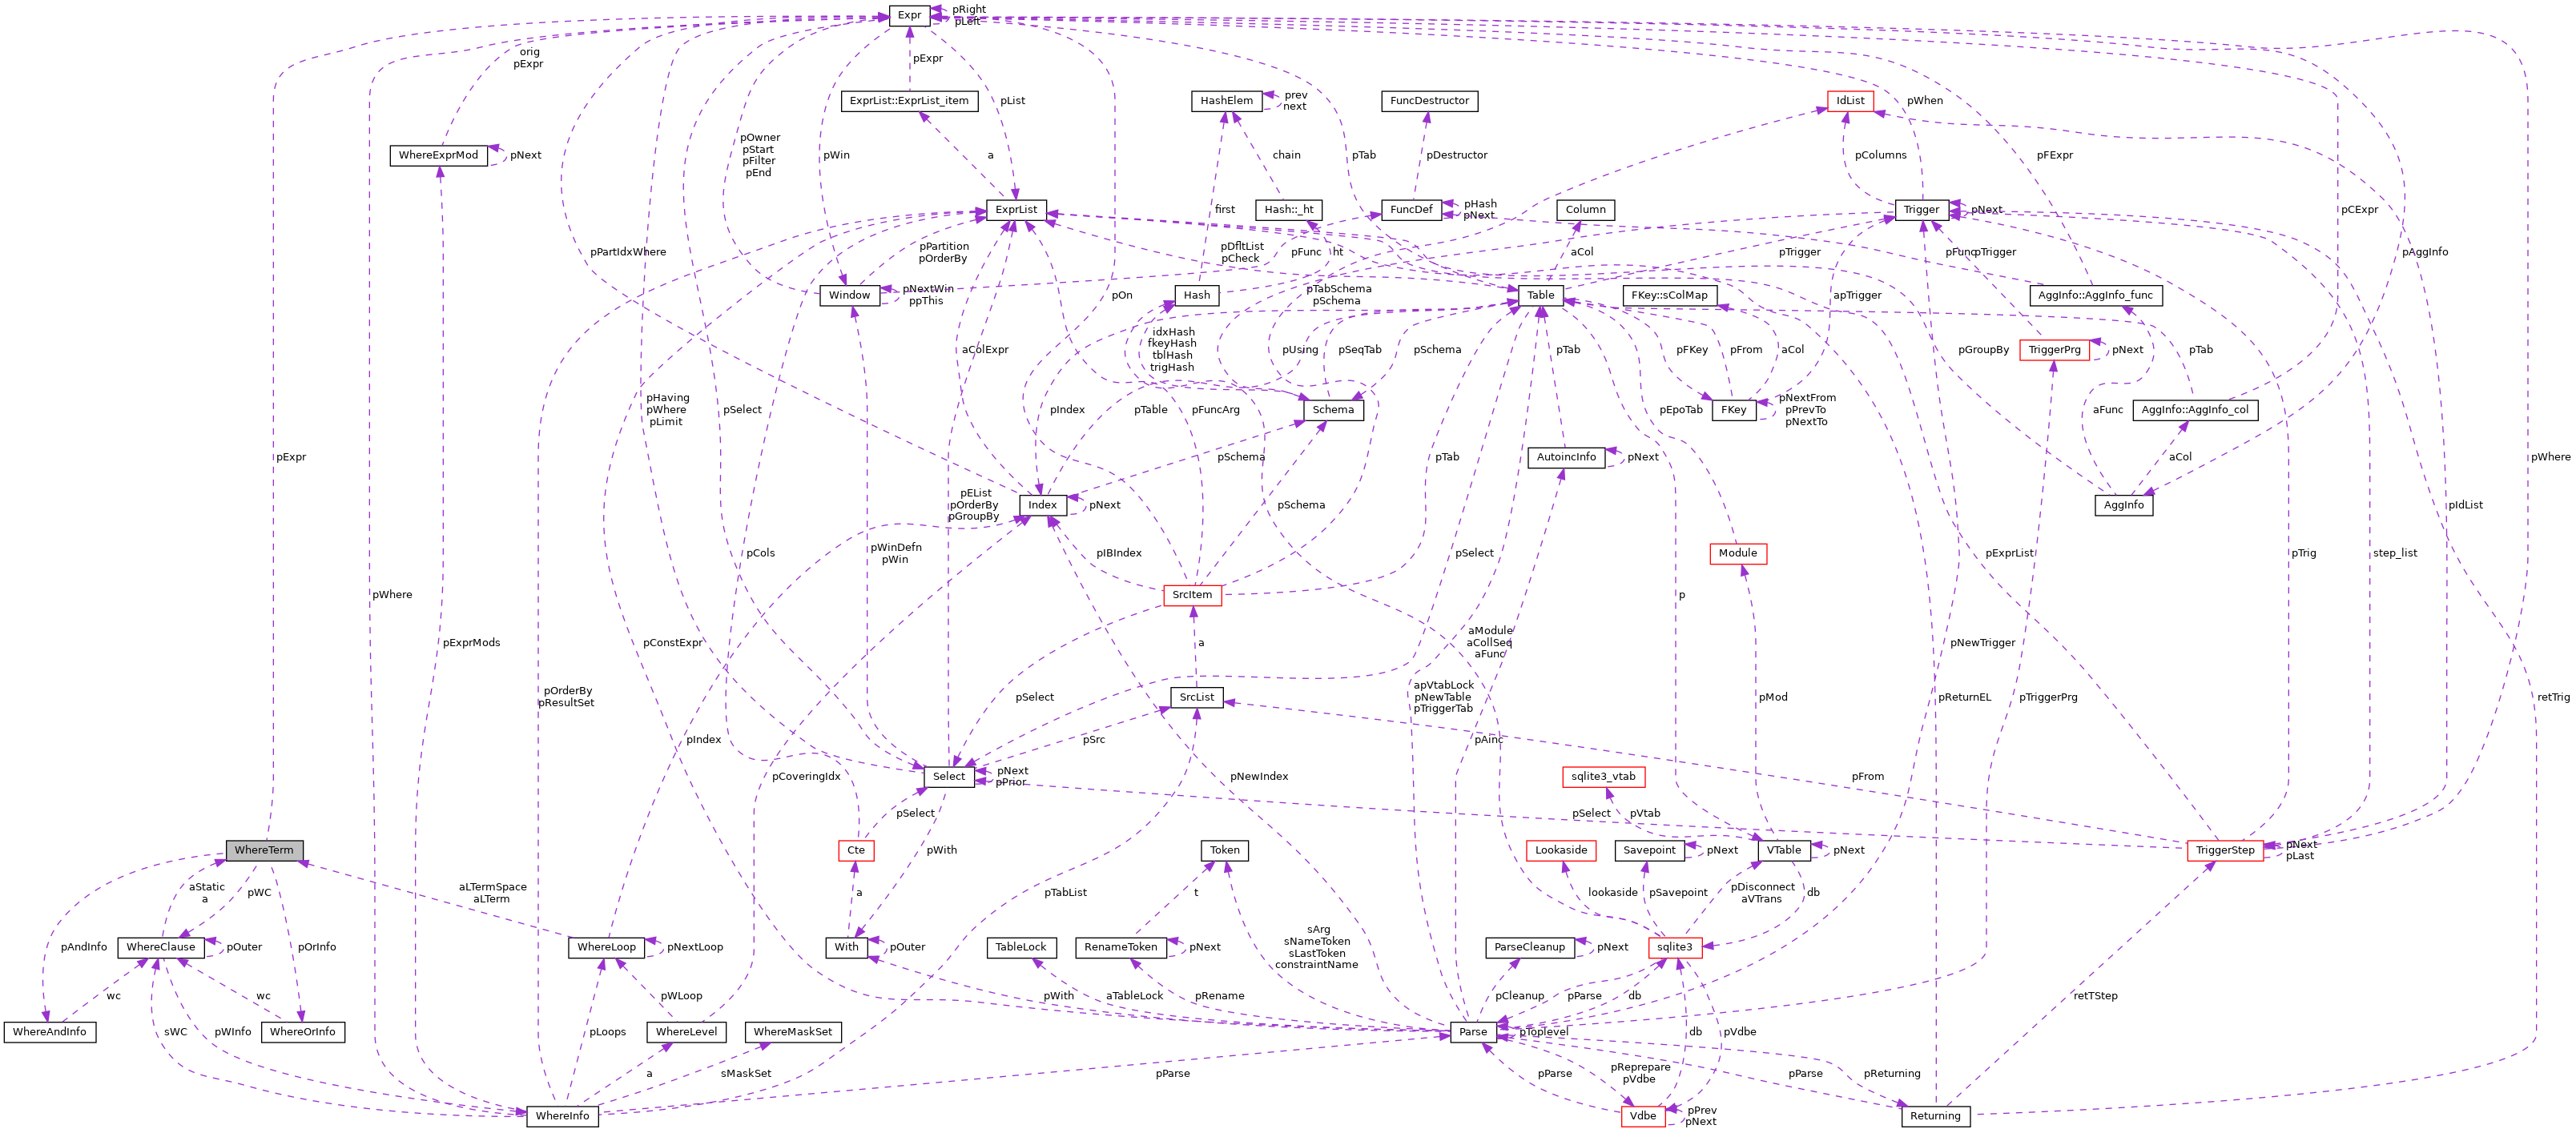 Expr
pRight
pLeft
orig
pExpr
pExpr
ExprList::ExprList_item
pList
HashElem
prev
next
FuncDestructor
IdList
pWhen
WhereExprMod
pNext
pOwner
pStart
pFilter
pEnd
pWin
a
chain
pTab
pDestructor
pColumns
pFExpr
ExprList
first
Hash::_ht
FuncDef
pHash
pNext
Column
Trigger
pNext
pCExpr
pPartIdxWhere
pPartition
pOrderBy
pDfltList
pCheck
pFunc
ht
aCol
pTrigger
pFunc
pTrigger
pAggInfo
Window
pNextWin
ppThis
pOn
Hash
pTabSchema
pSchema
Table
FKey::sColMap
apTrigger
AggInfo::AggInfo_func
idxHash
fkeyHash
tblHash
trigHash
aColExpr
pUsing
pSeqTab
pSchema
pTab
pFKey
pFrom
aCol
pGroupBy
TriggerPrg
pNext
pTab
pHaving
pWhere
pLimit
pSelect
pIndex
pTable
pFuncArg
Schema
pEpoTab
FKey
pNextFrom
pPrevTo
pNextTo
aFunc
AggInfo::AggInfo_col
pExpr
pSchema
pTab
AutoincInfo
pNext
aCol
pWhere
pEList
pOrderBy
pGroupBy
Index
pNext
pSchema
AggInfo
pIdList
pCols
pWinDefn
pWin
pIBIndex
pSelect
Module
pExprList
pTrig
step_list
pWhere
SrcItem
p
pExprMods
pConstExpr
a
aModule
aCollSeq
aFunc
pNewTrigger
pOrderBy
pResultSet
pSelect
SrcList
apVtabLock
pNewTable
pTriggerTab
pMod
pReturnEL
pTriggerPrg
retTrig
pIndex
pSrc
pAinc
pCoveringIdx
Select
pNext
pPrior
pNewIndex
sqlite3_vtab
pFrom
pSelect
pVtab
pSelect
WhereTerm
Cte
pWith
Token
Lookaside
Savepoint
pNext
VTable
pNext
TriggerStep
pNext
pLast
aStatic
a
pWC
aLTermSpace
aLTerm
a
pTabList
t
lookaside
pSavepoint
pDisconnect
aVTrans
db
pAndInfo
WhereClause
pOuter
pOrInfo
WhereLoop
pNextLoop
With
pOuter
TableLock
RenameToken
pNext
sArg
sNameToken
sLastToken
constraintName
ParseCleanup
pNext
sqlite3
wc
wc
pWLoop
pWith
aTableLock
pRename
pCleanup
pParse
db
retTStep
WhereAndInfo
sWC
pWInfo
WhereOrInfo
pLoops
WhereLevel
WhereMaskSet
Parse
pToplevel
db
pVdbe
a
sMaskSet
pParse
pParse
pReprepare
pVdbe
pParse
pReturning
WhereInfo
Vdbe
pPrev
pNext
Returning